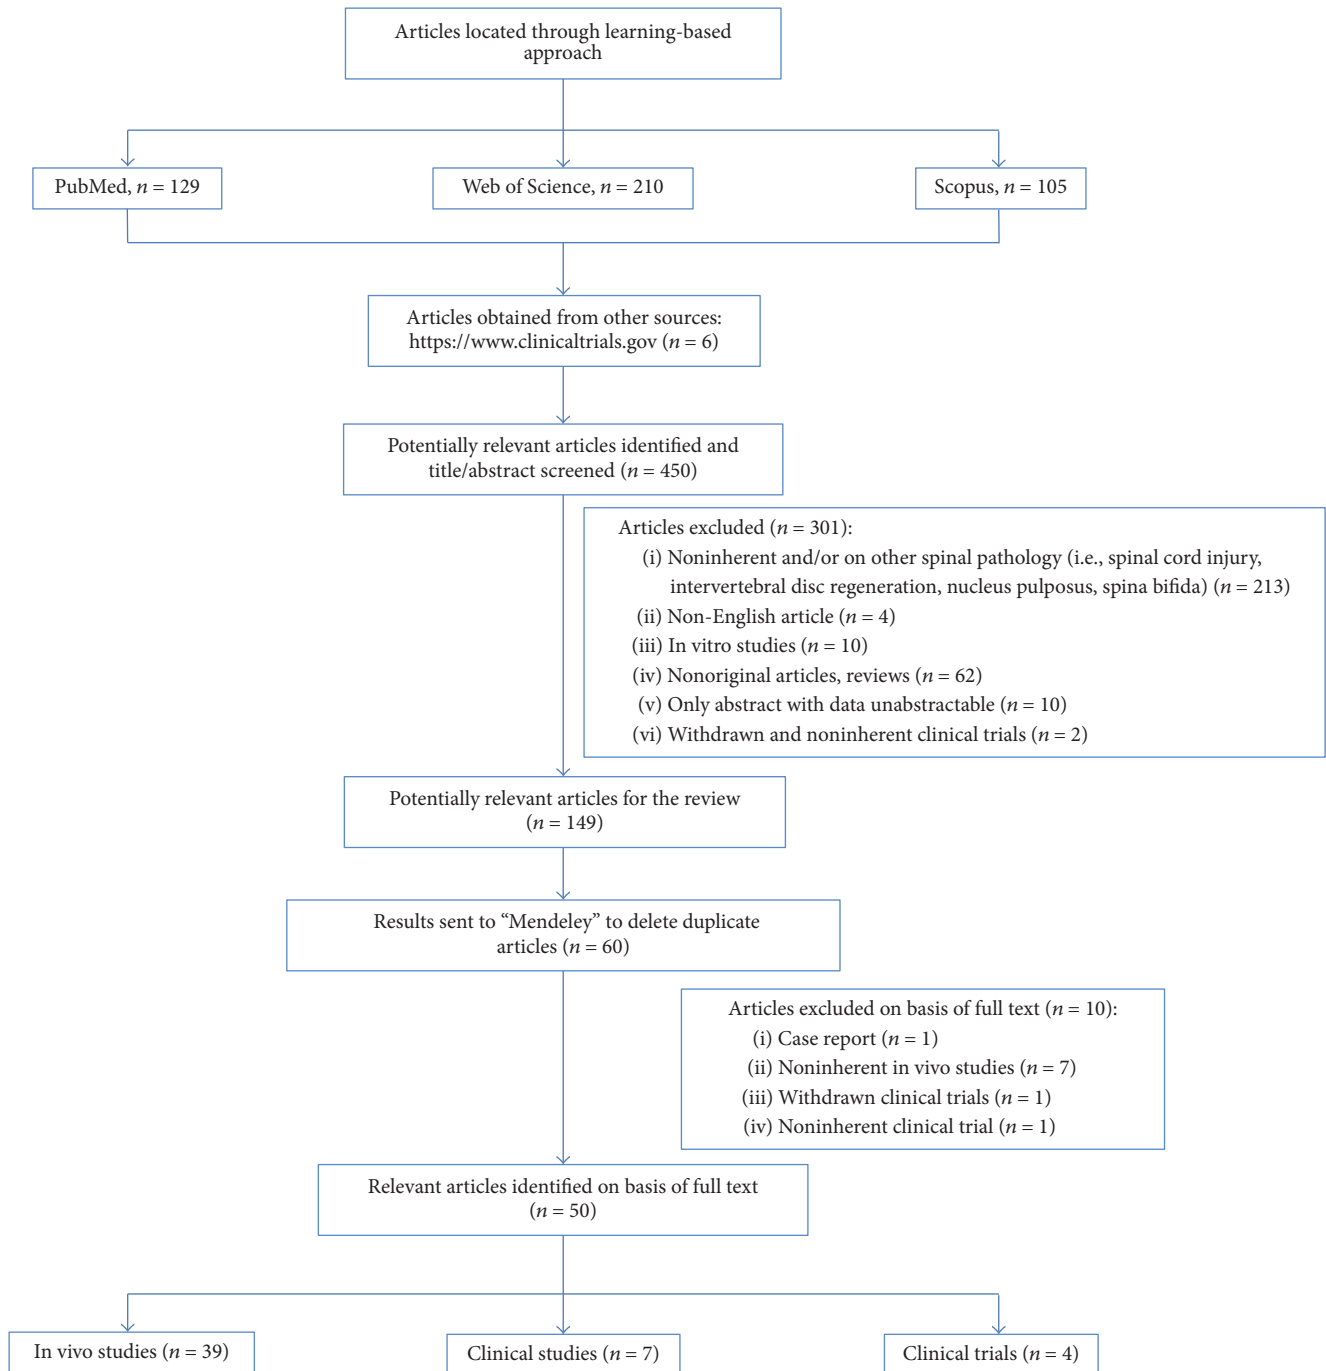 Articles located through learning-based
approach
PubMed, n = 129
Web of Science, n = 210
Scopus, n = 105
Articles obtained from other sources:
https://www.clinicaltrials.gov (n = 6)
Potentially relevant articles identified and
title/abstract screened (n = 450)
Articles excluded (n = 301):
(i) Noninherent and/or on other spinal pathology (i.e., spinal cord injury,
intervertebral disc regeneration, nucleus pulposus, spina bifida) (n = 213)
(ii) Non-English article (n = 4)
(iii) In vitro studies (n = 10)
(iv) Nonoriginal articles, reviews (n = 62)
(v) Only abstract with data unabstractable (n = 10)
(vi) Withdrawn and noninherent clinical trials (n = 2)
Potentially relevant articles for the review
(n = 149)
Results sent to “Mendeley” to delete duplicate
articles (n = 60)
Articles excluded on basis of full text (n = 10):
(i) Case report (n = 1)
(ii) Noninherent in vivo studies (n = 7)
(iii) Withdrawn clinical trials (n = 1)
(iv) Noninherent clinical trial (n = 1)
Relevant articles identified on basis of full text
(n = 50)
In vivo studies (n = 39)
Clinical studies (n = 7)
Clinical trials (n = 4)